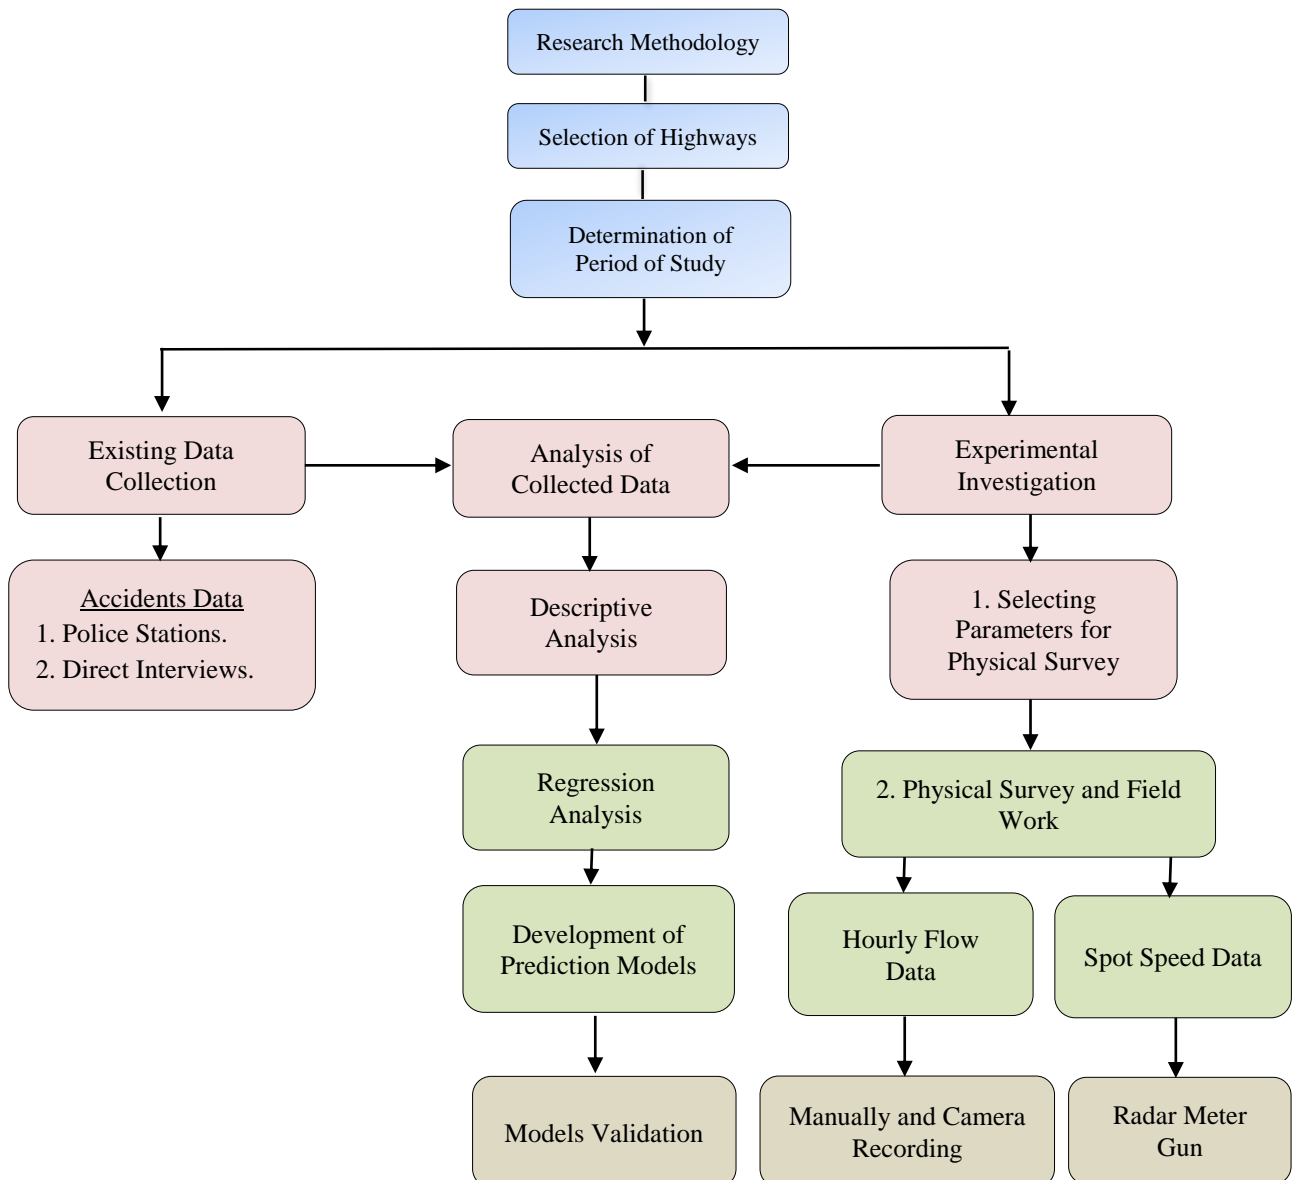 Research Methodology
Selection of Highways
Determination of
Period of Study
Existing Data
Collection
Analysis of
Collected Data
Experimental
Investigation
Accidents Data
1. Police Stations.
2. Direct Interviews.
Descriptive
Analysis
1. Selecting
Parameters for
Physical Survey
Regression
Analysis
2. Physical Survey and Field
Work
Development of
Prediction Models
Hourly Flow
Data
Spot Speed Data
Models Validation
Manually and Camera
Recording
Radar Meter
Gun